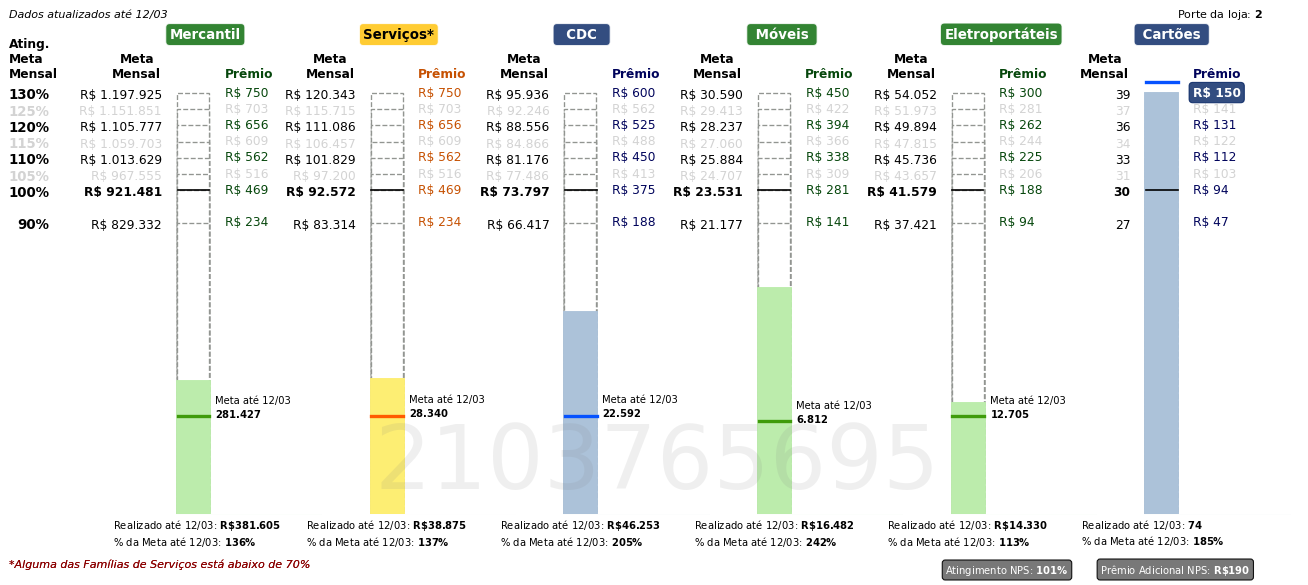 Dados atualizados até 12/03
Porte da loja: 2
Mercantil Serviços* CDC Móveis Eletroportáteis Cartões
Ating.
Meta Meta Meta Meta Meta Meta Meta
Mensal Mensal Prêmio Mensal Prêmio Mensal Prêmio Mensal Prêmio Mensal Prêmio Mensal Prêmio
130% R$ 1.197.925 R$ 750 R$ 120.343 R$ 750 R$ 95.936 R$ 600 R$ 30.590 R$ 450 R$ 54.052 R$ 300 39 R$ 150
125% R$ 1.151.851 R$ 703 R$ 115.715 R$ 703 R$ 92.246 R$ 562 R$ 29.413 R$ 422 R$ 51.973 R$ 281 37 R$ 141
120% R$ 1.105.777 R$ 656 R$ 111.086 R$ 656 R$ 88.556 R$ 525 R$ 28.237 R$ 394 R$ 49.894 R$ 262 36 R$ 131
115% R$ 1.059.703 R$ 609 R$ 106.457 R$ 609 R$ 84.866 R$ 488 R$ 27.060 R$ 366 R$ 47.815 R$ 244 34 R$ 122
110% R$ 1.013.629 R$ 562 R$ 101.829 R$ 562 R$ 81.176 R$ 450 R$ 25.884 R$ 338 R$ 45.736 R$ 225 33 R$ 112
105% R$ 967.555 R$ 516 R$ 97.200 R$ 516 R$ 77.486 R$ 413 R$ 24.707 R$ 309 R$ 43.657 R$ 206 31 R$ 103
100% R$ 921.481 R$ 469 R$ 92.572 R$ 469 R$ 73.797 R$ 375 R$ 23.531 R$ 281 R$ 41.579 R$ 188 30 R$ 94
90% R$ 829.332 R$ 234 R$ 83.314 R$ 234 R$ 66.417 R$ 188 R$ 21.177 R$ 141 R$ 37.421 R$ 94 27 R$ 47
Meta até 12/03 Meta até 12/03 Meta até 12/03 Meta até 12/03 Meta até 12/03
281.427 28.340 22.592 6.812 12.705
2103765695
Realizado até 12/03: R$381.605 Realizado até 12/03: R$38.875 Realizado até 12/03: R$46.253 Realizado até 12/03: R$16.482 Realizado até 12/03: R$14.330 Realizado até 12/03: 74
% da Meta até 12/03: 136% % da Meta até 12/03: 137% % da Meta até 12/03: 205% % da Meta até 12/03: 242% % da Meta até 12/03: 113% % da Meta até 12/03: 185%
*Alguma das Famílias de Serviços está abaixo de 70%
Atingimento NPS: 101% Prêmio Adicional NPS: R$190